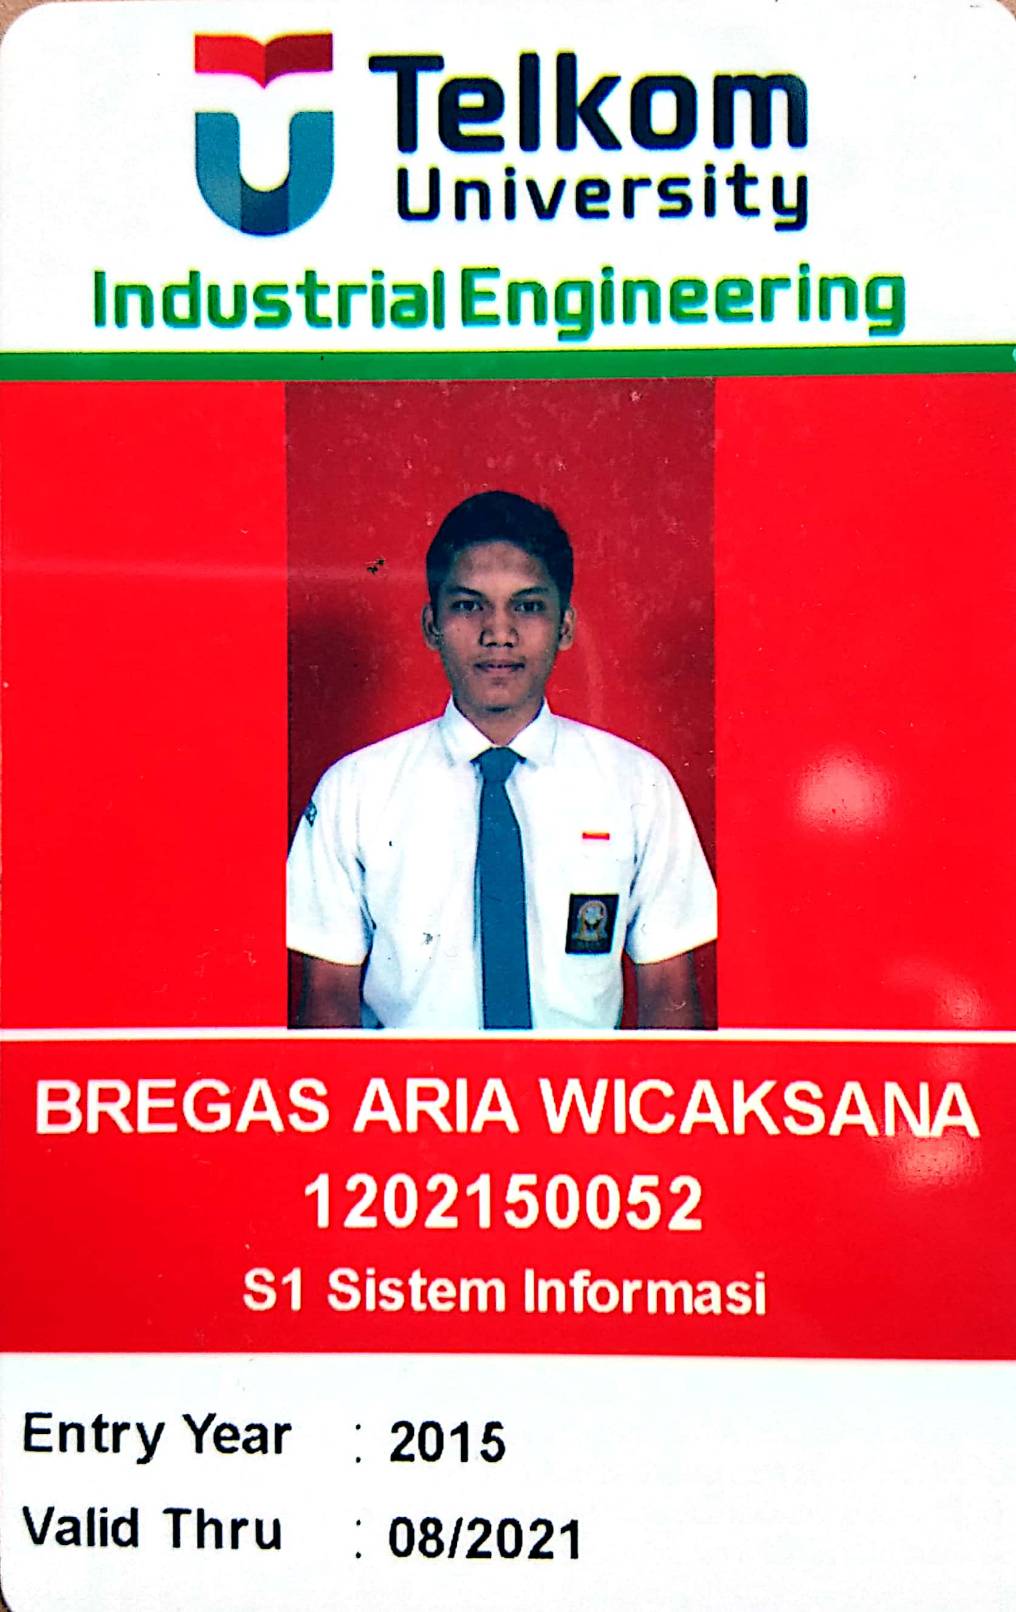 Telkom
University
Industrial Engineering
BREGAS ARIA WICAKSANA
1202150052
S1 Sistem Informasi
Entry Year : 2015
Valid Thru : 08/2021